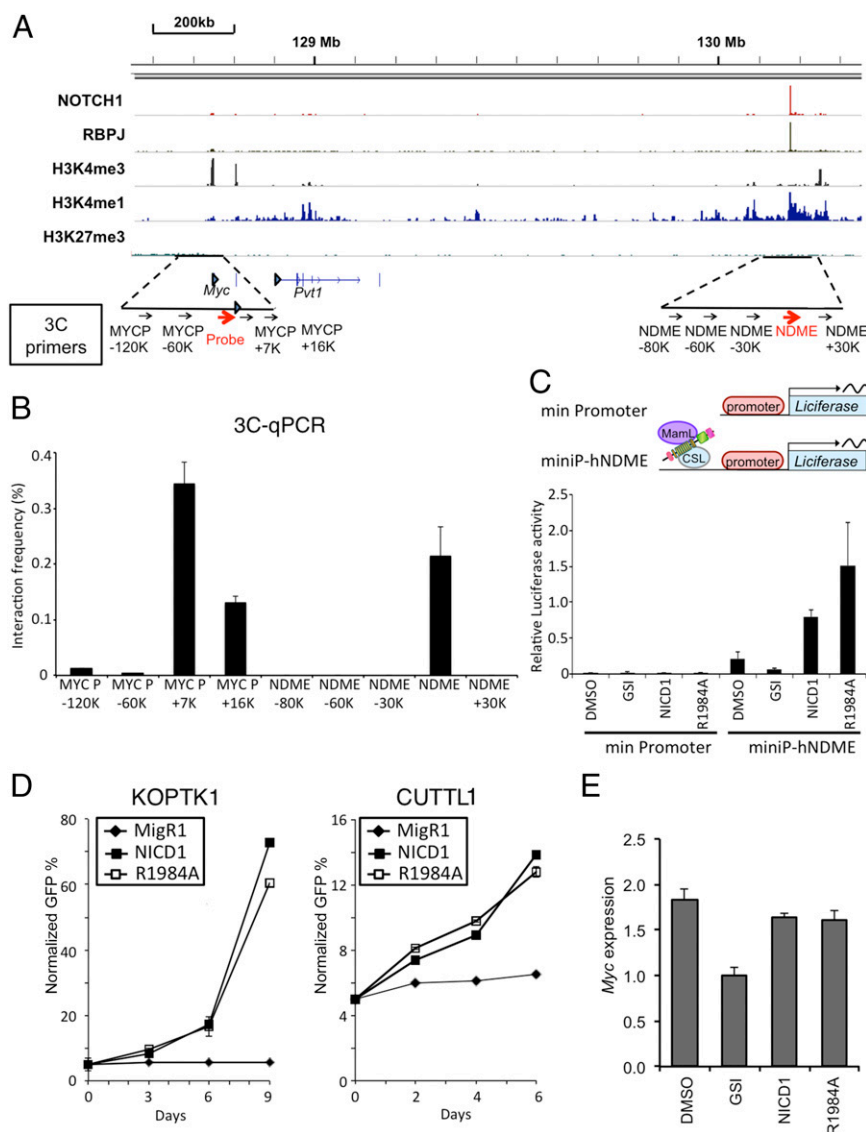 A
200kb
129 Mb
130 Mb
NOTCH1
RBPJ
H3K4me3
H3K4me1
H3K27me3
Myc
Pvt1
3C
primers
MYCP
-120K
MYCP
-60K
Probe
MYCP
+7K
MYCP
+16K
NDME
-80K
NDME
-60K
NDME
-30K
NDME
NDME
+30K
B
3C-qPCR
Interaction frequency (%)
0.4
0.3
0.2
0.1
0
MYC P
-120K
MYC P
-60K
MYC P
+7K
MYC P
+16K
NDME
-80K
NDME
-60K
NDME
-30K
NDME
NDME
+30K
C
min Promoter
promoter
Liciferase
miniP-hNDME
MamL
CSL
promoter
Liciferase
Relative Luciferase activity
2.5
2.0
1.5
1.0
0.5
0
DMSO
GSI
NICD1
R1984A
DMSO
GSI
NICD1
R1984A
min Promoter
miniP-hNDME
D
KOPTK1
MigR1
NICD1
R1984A
Normalized GFP %
80
60
40
20
0
0
3
6
9
Days
CUTTL1
MigR1
NICD1
R1984A
Normalized GFP %
16
12
8
4
0
0
2
4
6
Days
E
Myc expression
2.5
2.0
1.5
1.0
0.5
0.0
DMSO
GSI
NICD1
R1984A